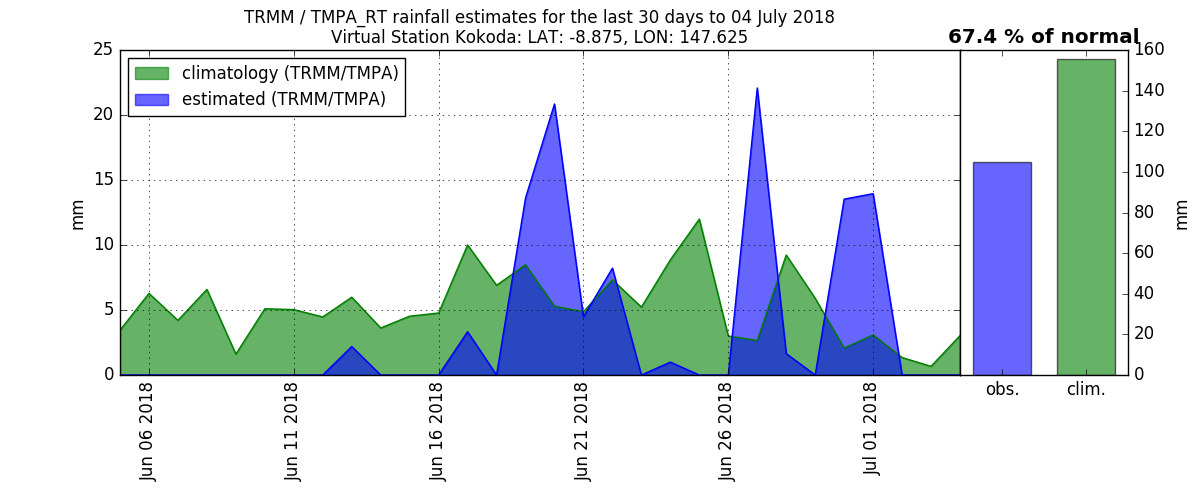 TRMM / TMPA_RT rainfall estimates for the last 30 days to 04 July 2018
Virtual Station Kokoda: LAT: -8.875, LON: 147.625
67.4 % of normal
climatology (TRMM/TMPA)
estimated (TRMM/TMPA)
25
20
15
10
5
0
mm
Jun 06 2018
Jun 11 2018
Jun 16 2018
Jun 21 2018
Jun 26 2018
Jul 01 2018
160
140
120
100
80
60
40
20
0
mm
obs.
clim.